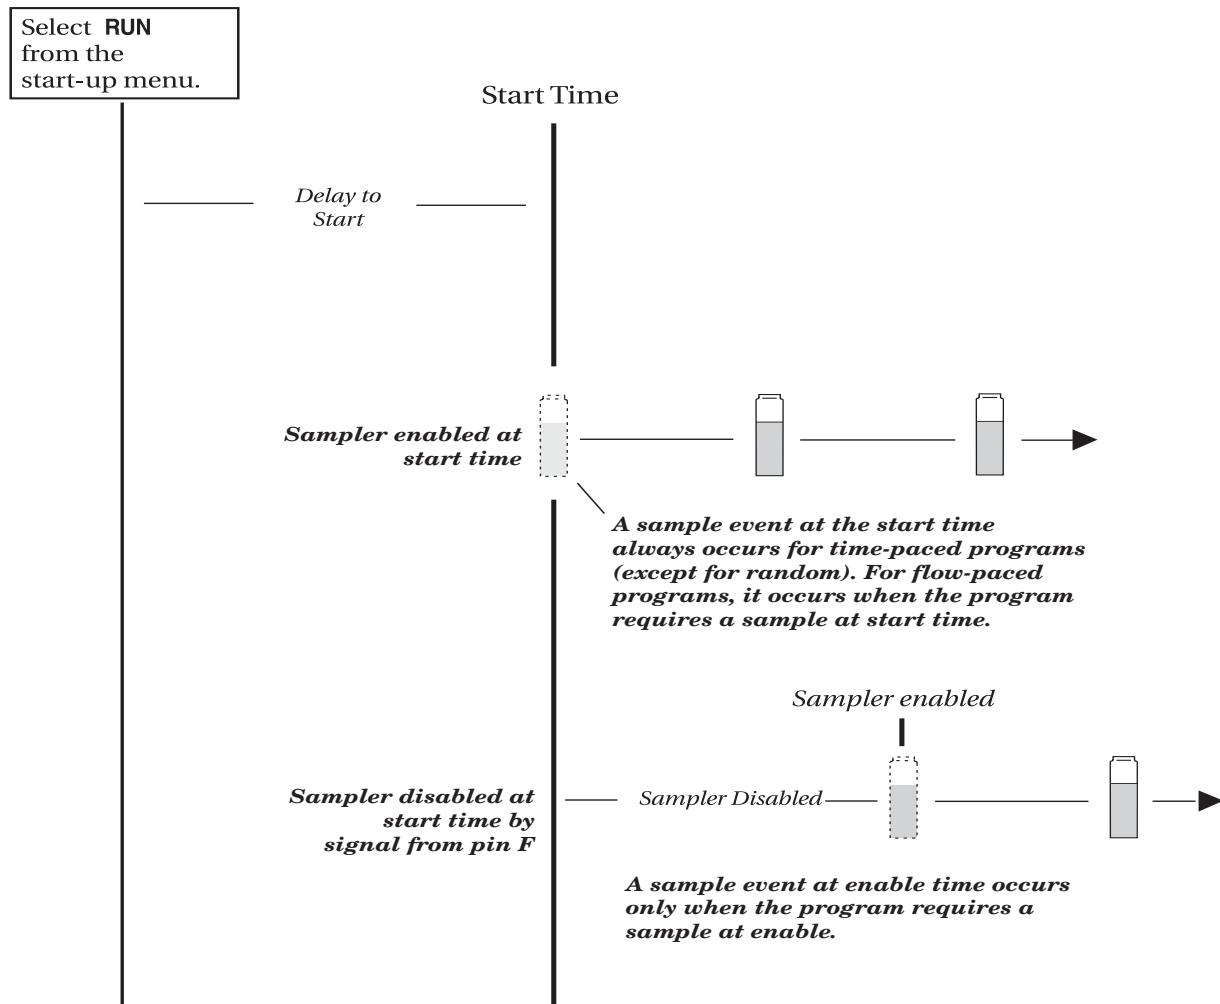 Select RUN
from the
start-up menu.
Start Time
Delay to
Start
Sampler enabled at
start time
A sample event at the start time
always occurs for time-paced programs
(except for random). For flow-paced
programs, it occurs when the program
requires a sample at start time.
Sampler enabled
Sampler disabled at
start time by
signal from pin F
Sampler Disabled
A sample event at enable time occurs
only when the program requires a
sample at enable.